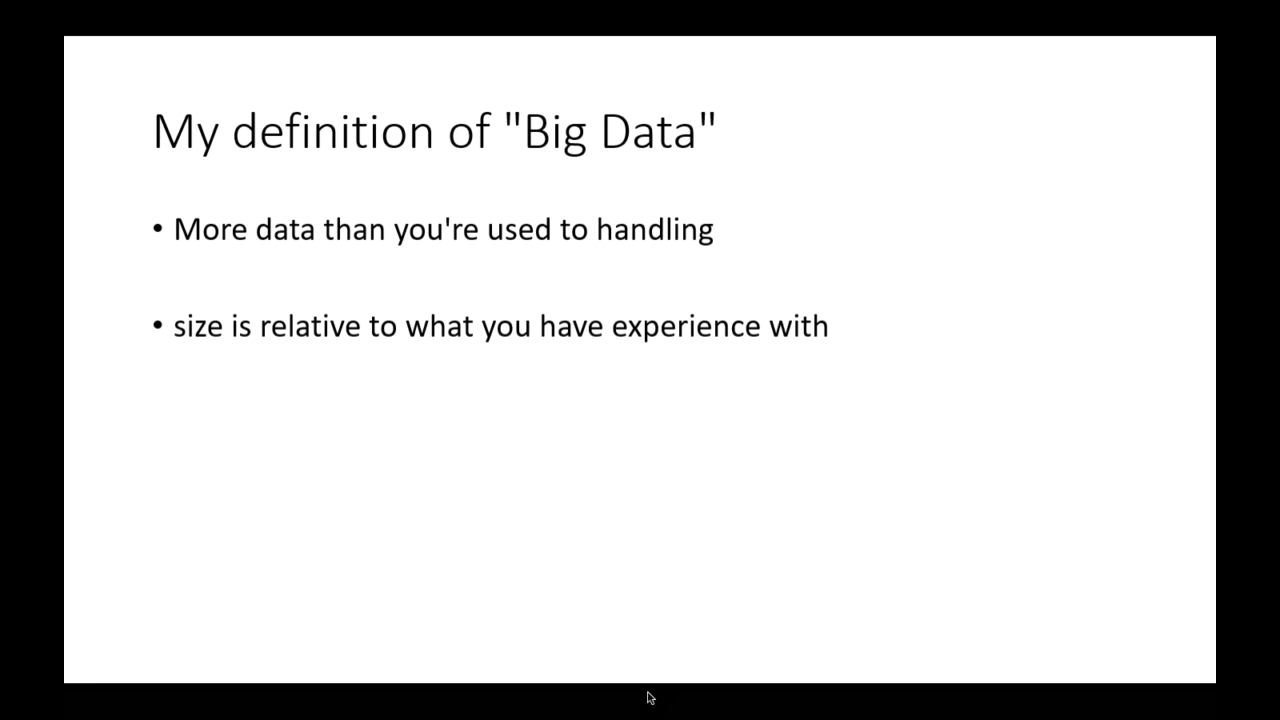 My definition of "Big Data"
• More data than you're used to handling
• size is relative to what you have experience with